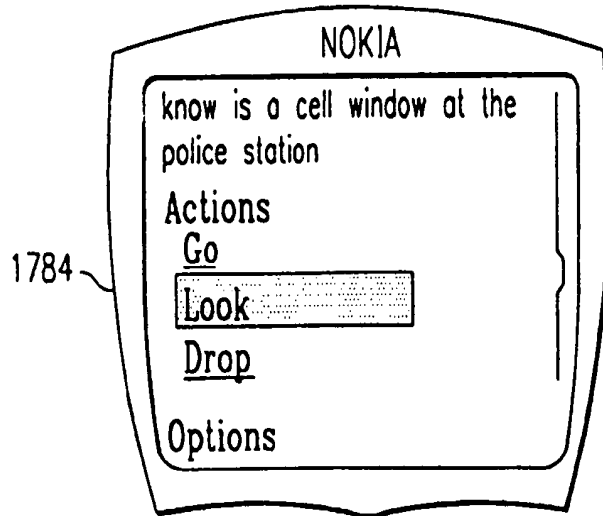 NOKIA
know is a cell window at the
police station
Actions
Go
1784
Look
Drop
Options